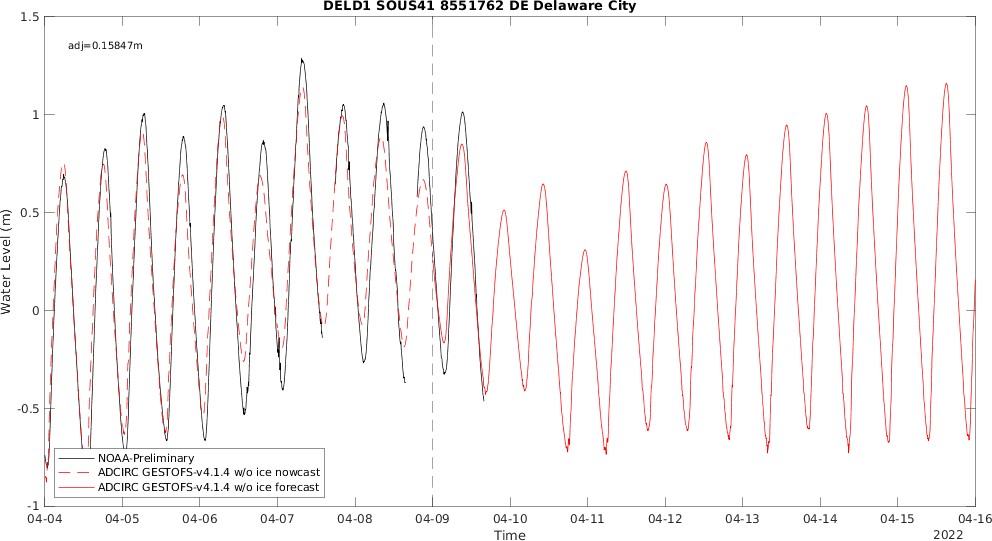 DELD1 SOUS41 8551762 DE Delaware City
adj=0.15847m
Water Level (m)
1.5
1
0.5
0
-0.5
-1
NOAA-Preliminary
ADCIRC GESTOFS-v4.1.4 w/o ice nowcast
ADCIRC GESTOFS-v4.1.4 w/o ice forecast
04-04 04-05 04-06 04-07 04-08 04-09 04-10 04-11 04-12 04-13 04-14 04-15 04-16
Time
2022